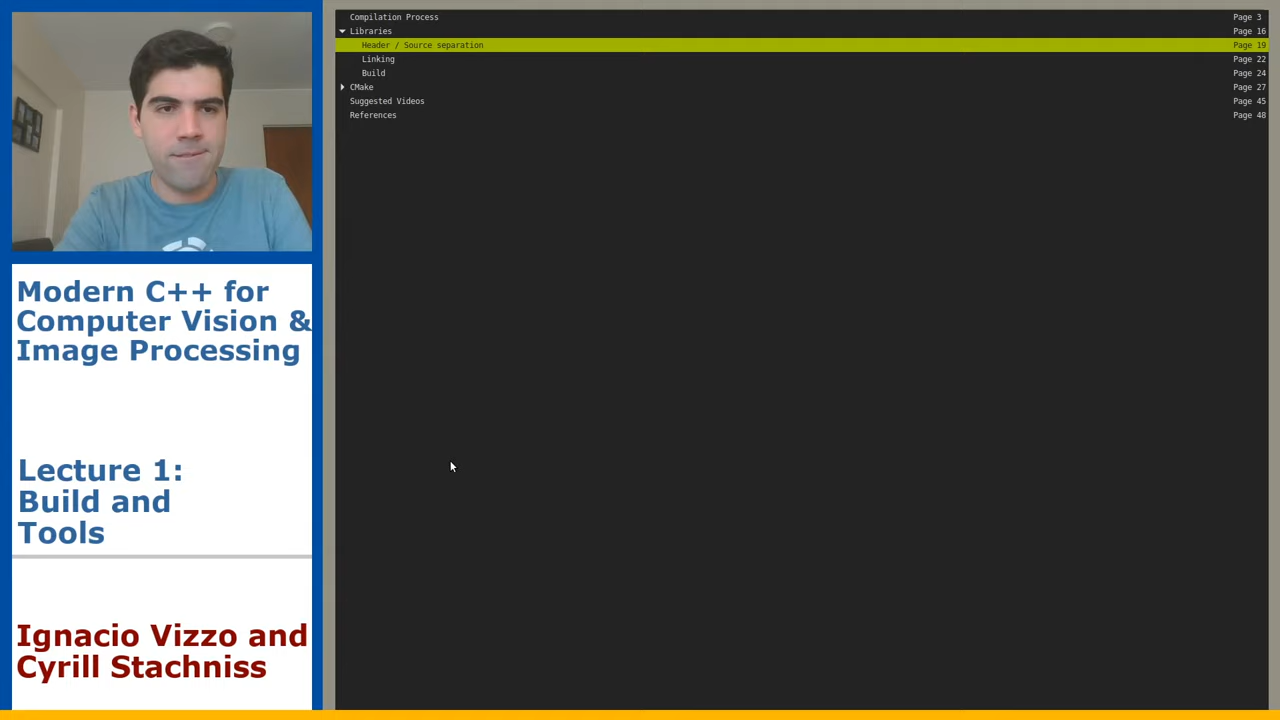 Modern C++ for
Computer Vision &
Image Processing
Lecture 1:
Build and
Tools
Ignacio Vizzo and
Cyrill Stachniss
Compilation Process Page 3
Libraries Page 16
Header / Source separation Page 19
Linking Page 22
Build Page 24
CMake Page 27
Suggested Videos Page 45
References Page 48